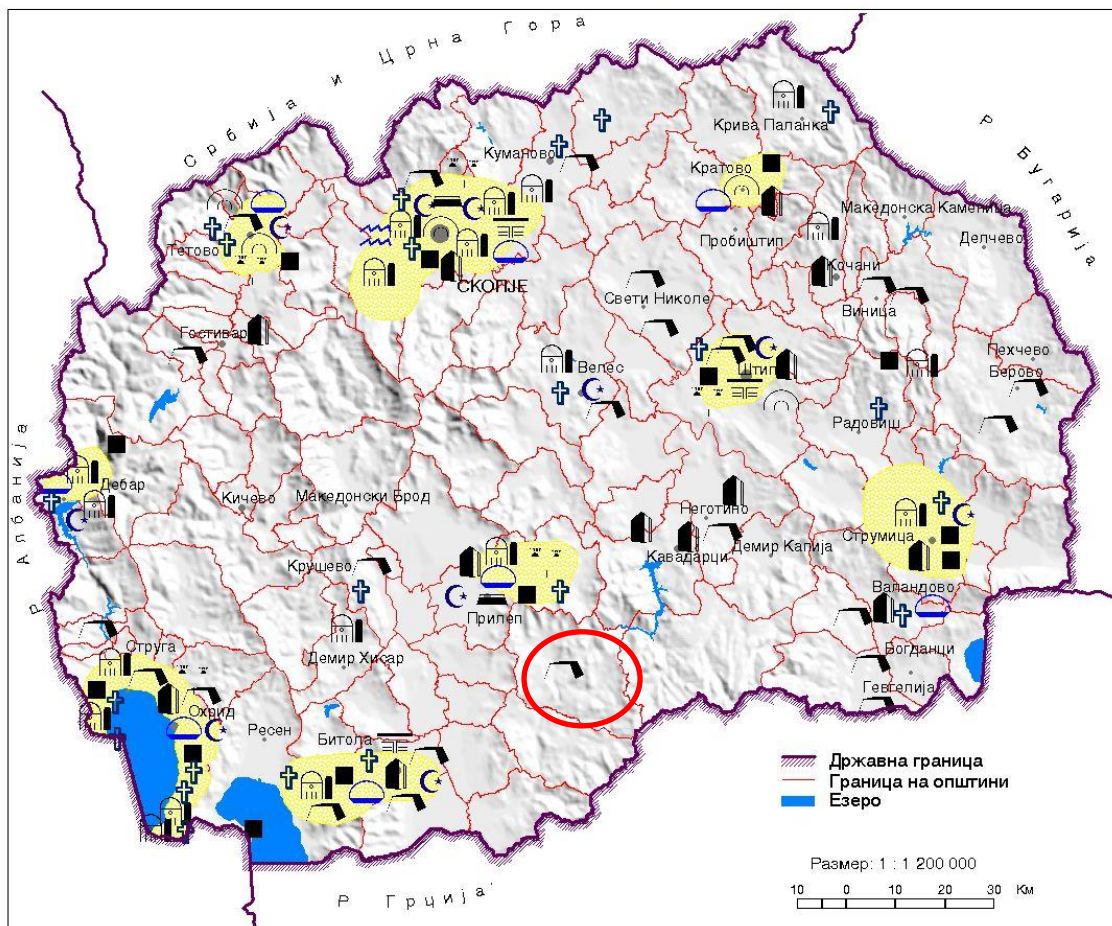 Србија и Црна Гора
Р Бугарија
Крива Паланка
Куманово
Кратово
Македонска Каменица
Тетово
Пробиштип
Делчево
Кочани
СКОПЈЕ
Свети Николе
Виница
Гостивар
Пехчево
Велес
Штип
Берово
Р Албанија
Радовиш
Дебар
Кичево
Македонски Брод
Неготино
Струмица
Кавадарци
Демир Капија
Крушево
Валандово
Прилеп
Струга
Демир Хисар
Богданци
Гевгелија
Охрид
Ресен
Битола
Државна граница
Граница на општини
Езеро
Размер: 1 : 1 200 000
10 0 10 20 30 Км
Р Грција